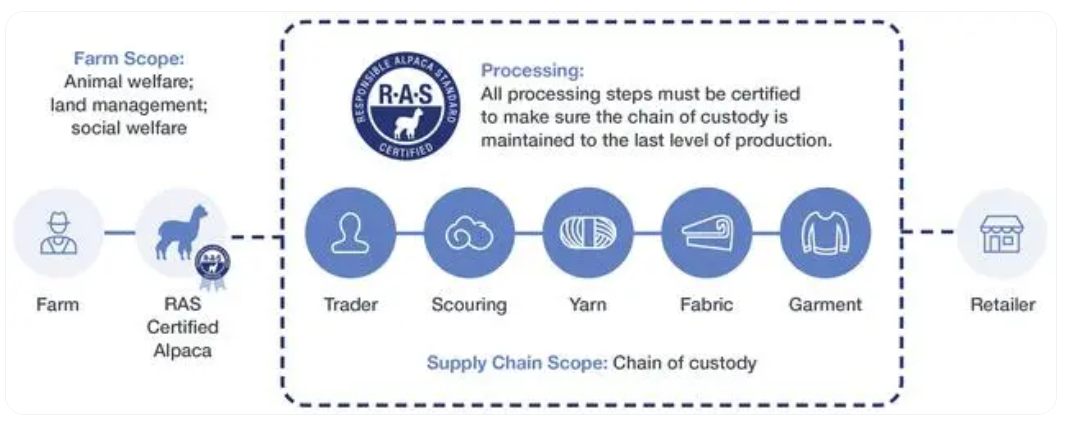 Farm Scope:
Animal welfare;
land management;
social welfare
RESPONSIBLE ALPACA STANDARD
R·A·S
CERTIFIED
Processing:
All processing steps must be certified
to make sure the chain of custody is
maintained to the last level of production.
Farm
RAS
Certified
Alpaca
R·A·S
Trader
Scouring
Yarn
Fabric
Garment
Retailer
Supply Chain Scope: Chain of custody